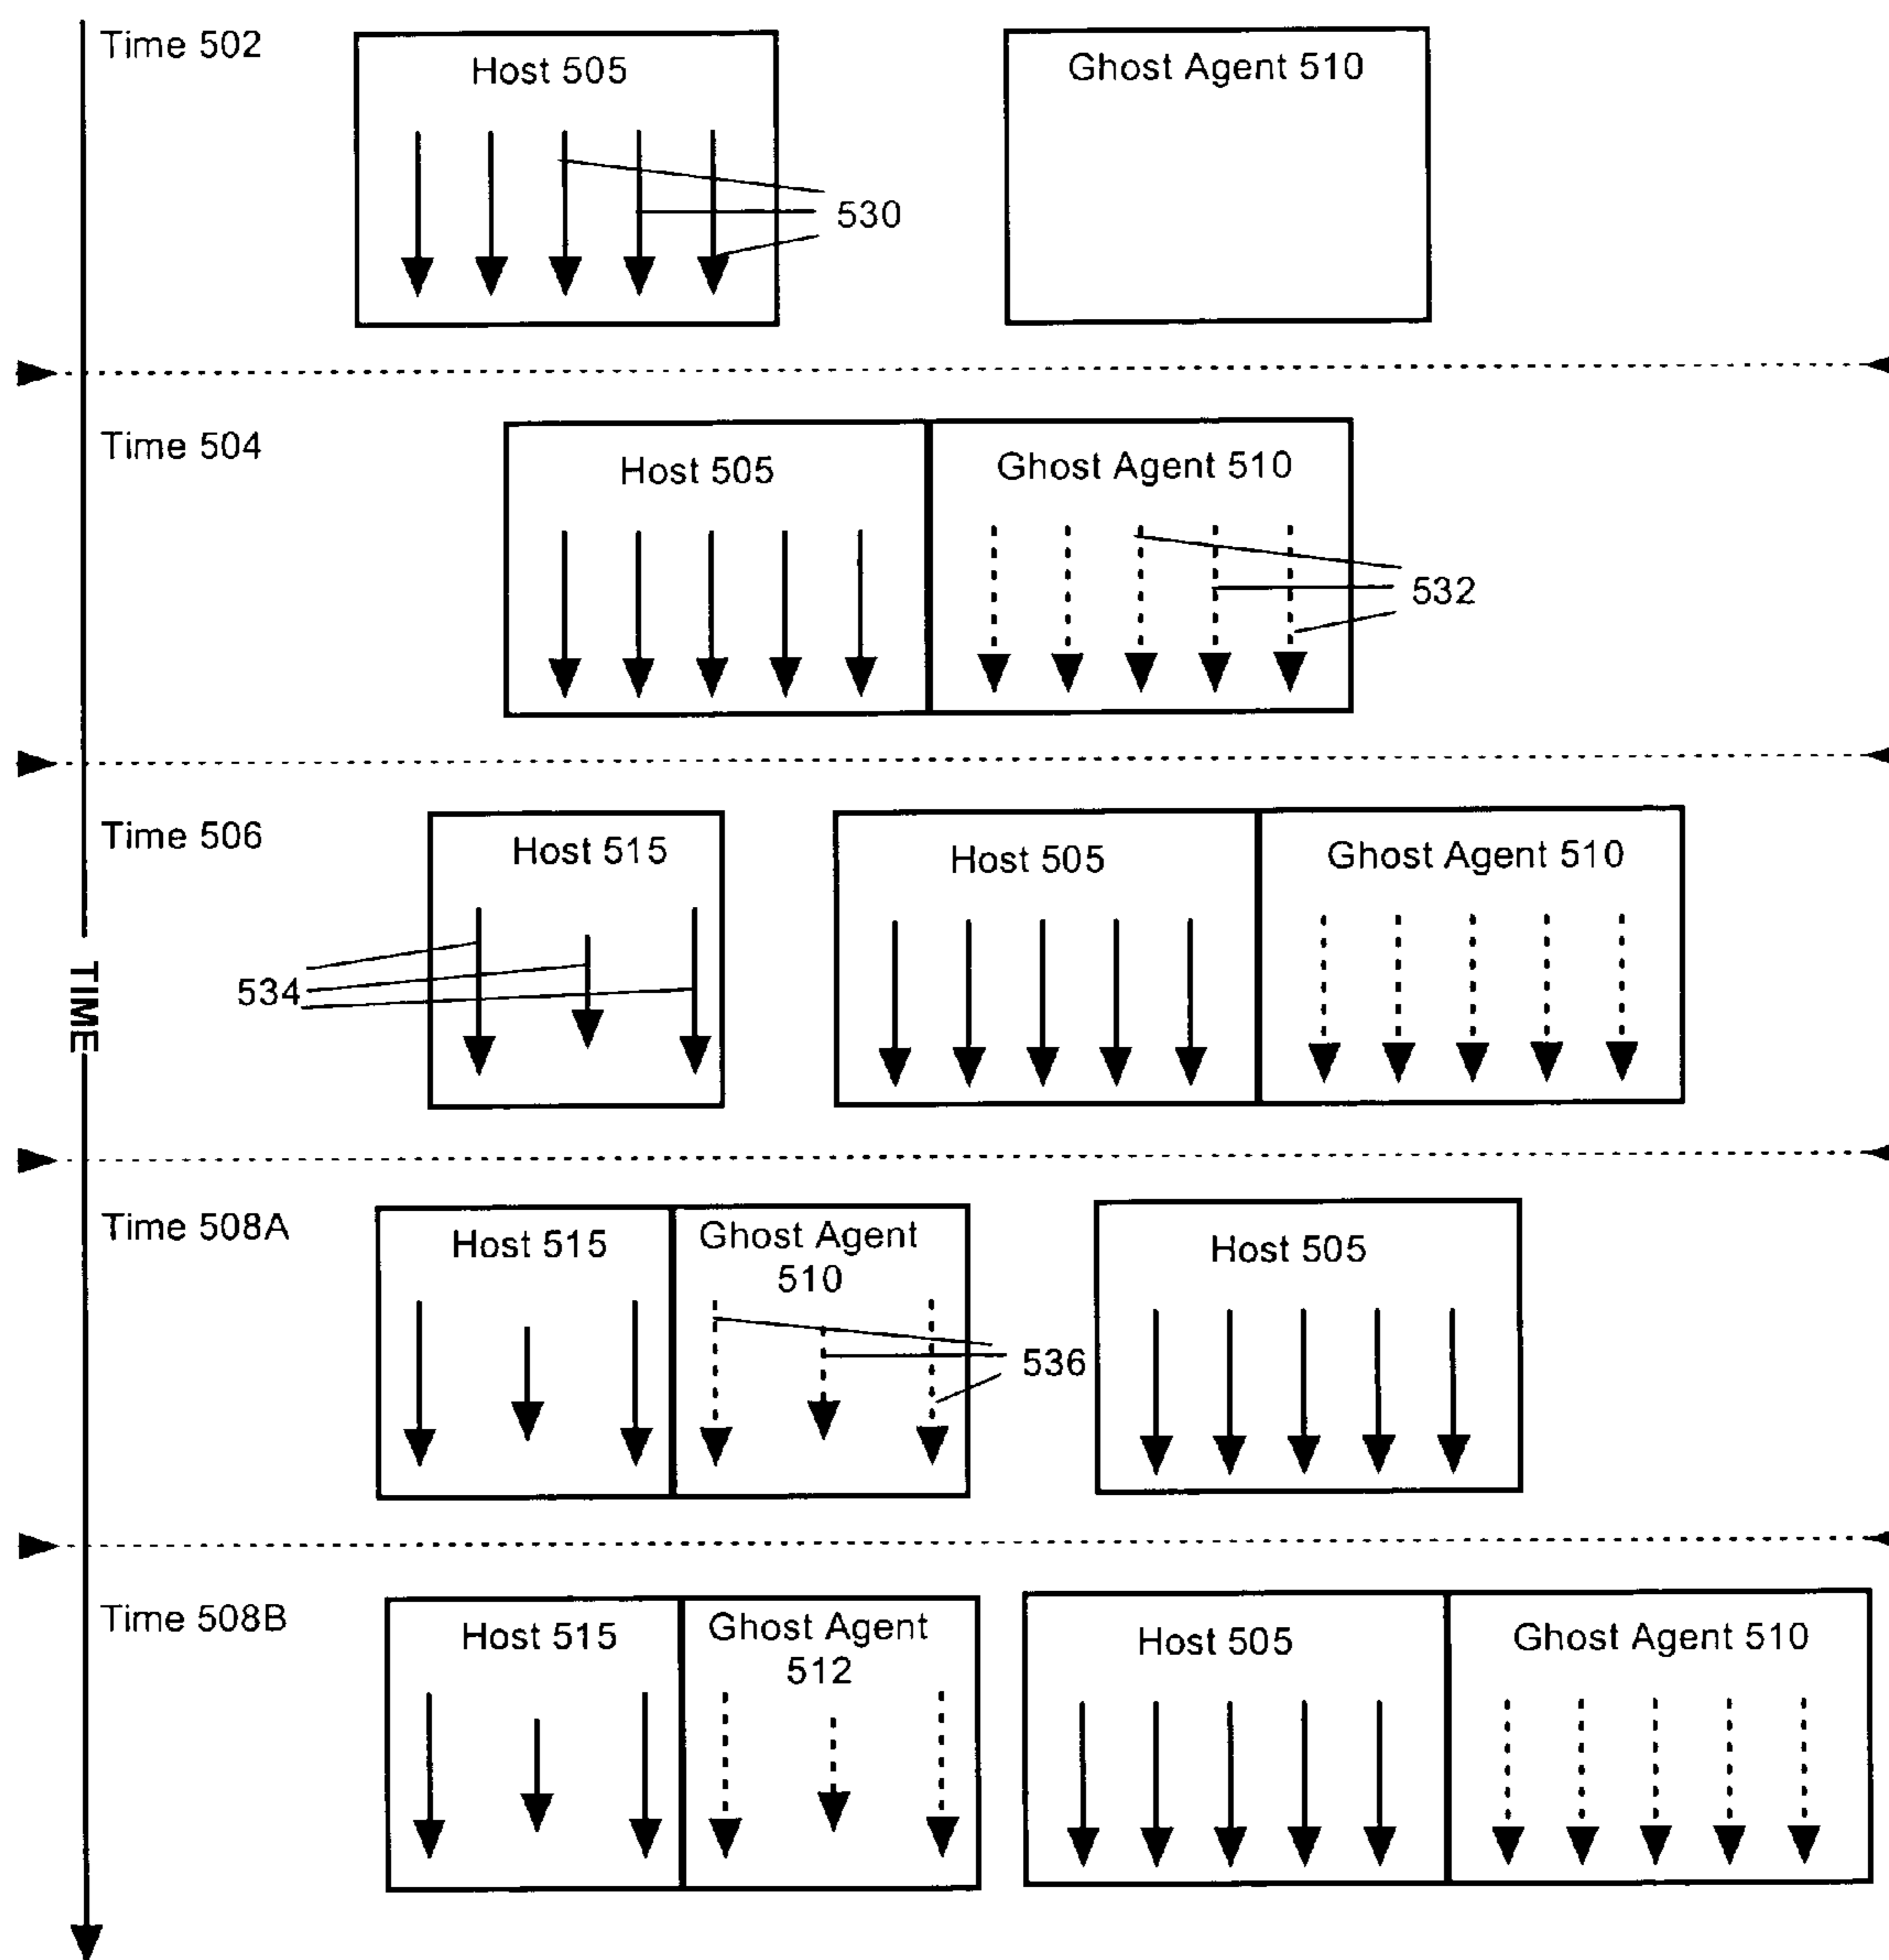 Time 502
Host 505
Ghost Agent 510
530
Time 504
Host 505
Ghost Agent 510
532
Time 506
Host 515
Host 505
Ghost Agent 510
534
TIME
Time 508A
Host 515
Ghost Agent
510
Host 505
536
Time 508B
Host 515
Ghost Agent
512
Host 505
Ghost Agent 510